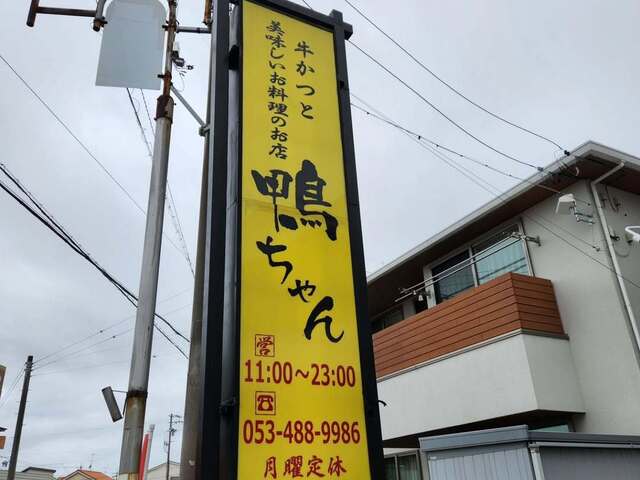 牛かつと
美味しいお料理のお店
鴨ちゃん
営
11:00～23:00
☎
053-488-9986
月曜定休